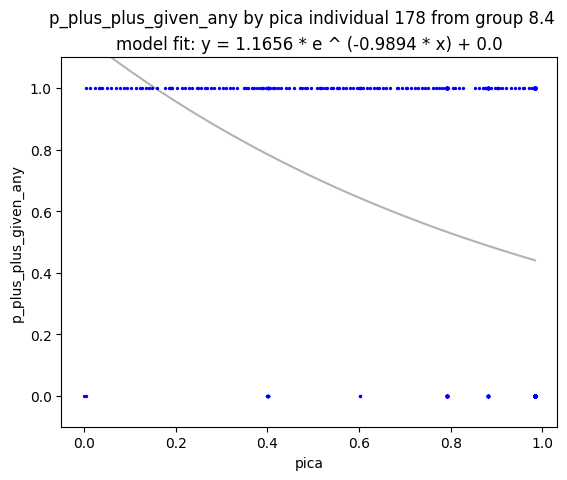 p_plus_plus_given_any by pica individual 178 from group 8.4
model fit: y = 1.1656 * e ^ (-0.9894 * x) + 0.0
p_plus_plus_given_any
1.0
0.8
0.6
0.4
0.2
0.0
0.0 0.2 0.4 0.6 0.8 1.0
pica